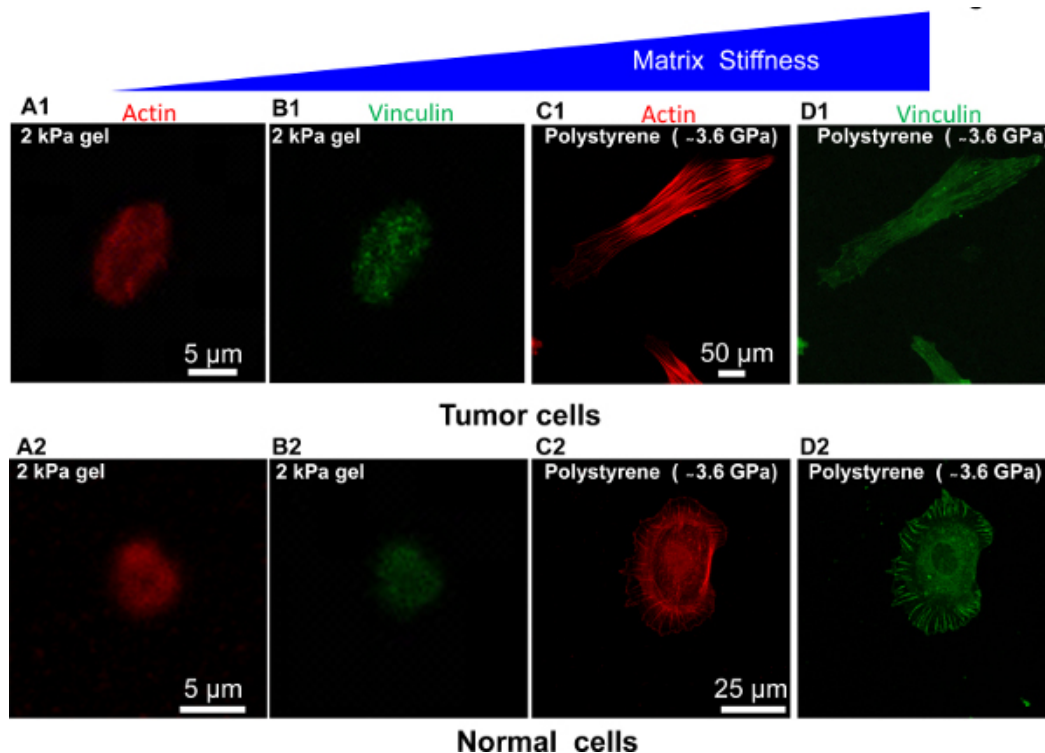 Matrix Stiffness
A1 Actin B1 Vinculin C1 Actin D1 Vinculin
2 kPa gel 2 kPa gel Polystyrene ( ~3.6 GPa) Polystyrene ( ~3.6 GPa)
5 μm 50 μm
Tumor cells
A2 B2 C2 D2
2 kPa gel 2 kPa gel Polystyrene ( ~3.6 GPa) Polystyrene ( ~3.6 GPa)
5 μm 25 μm
Normal cells